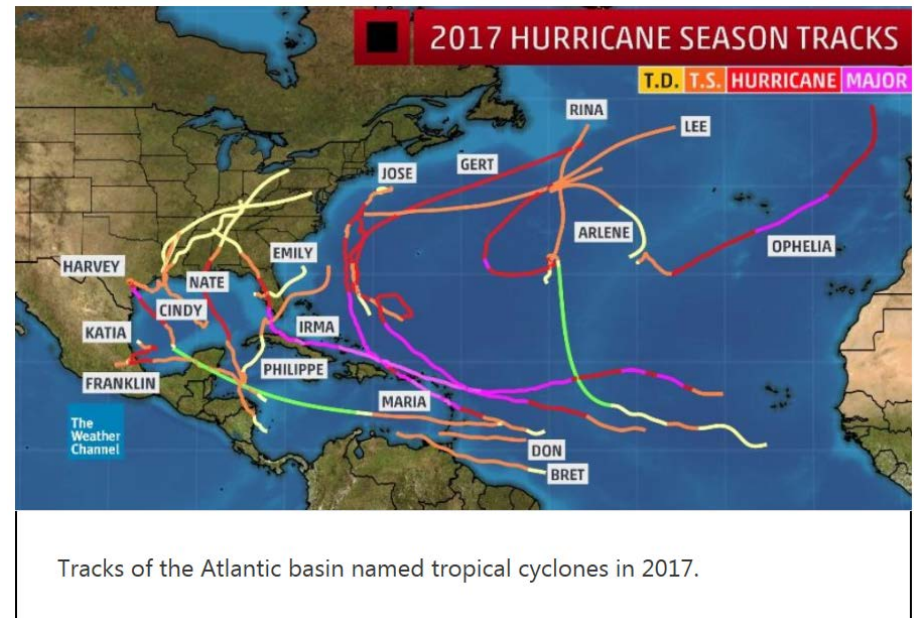 2017 HURRICANE SEASON TRACKS
T.D. T.S. HURRICANE MAJOR
RINA
LEE
GERT
JOSE
ARLENE
OPHELIA
EMILY
HARVEY
NATE
CINDY
IRMA
KATIA
PHILIPPE
FRANKLIN
MARIA
The
Weather
Channel
DON
BRET
Tracks of the Atlantic basin named tropical cyclones in 2017.